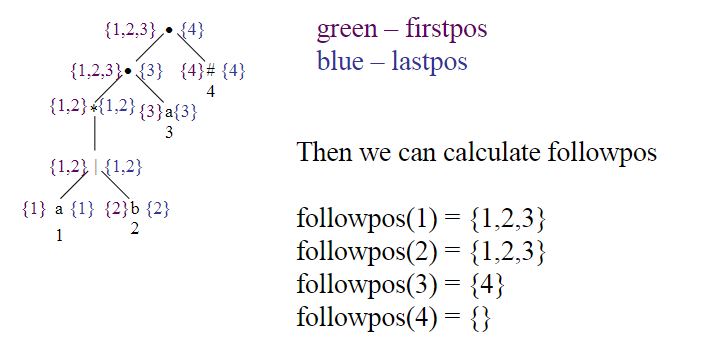 {1,2,3} • {4}
{1,2,3} • {3} {4} # {4}
4
{1,2} * {1,2} {3} a {3}
3
{1,2} | {1,2}
{1} a {1} {2} b {2}
1 2
green – firstpos
blue – lastpos
Then we can calculate followpos
followpos(1) = {1,2,3}
followpos(2) = {1,2,3}
followpos(3) = {4}
followpos(4) = {}